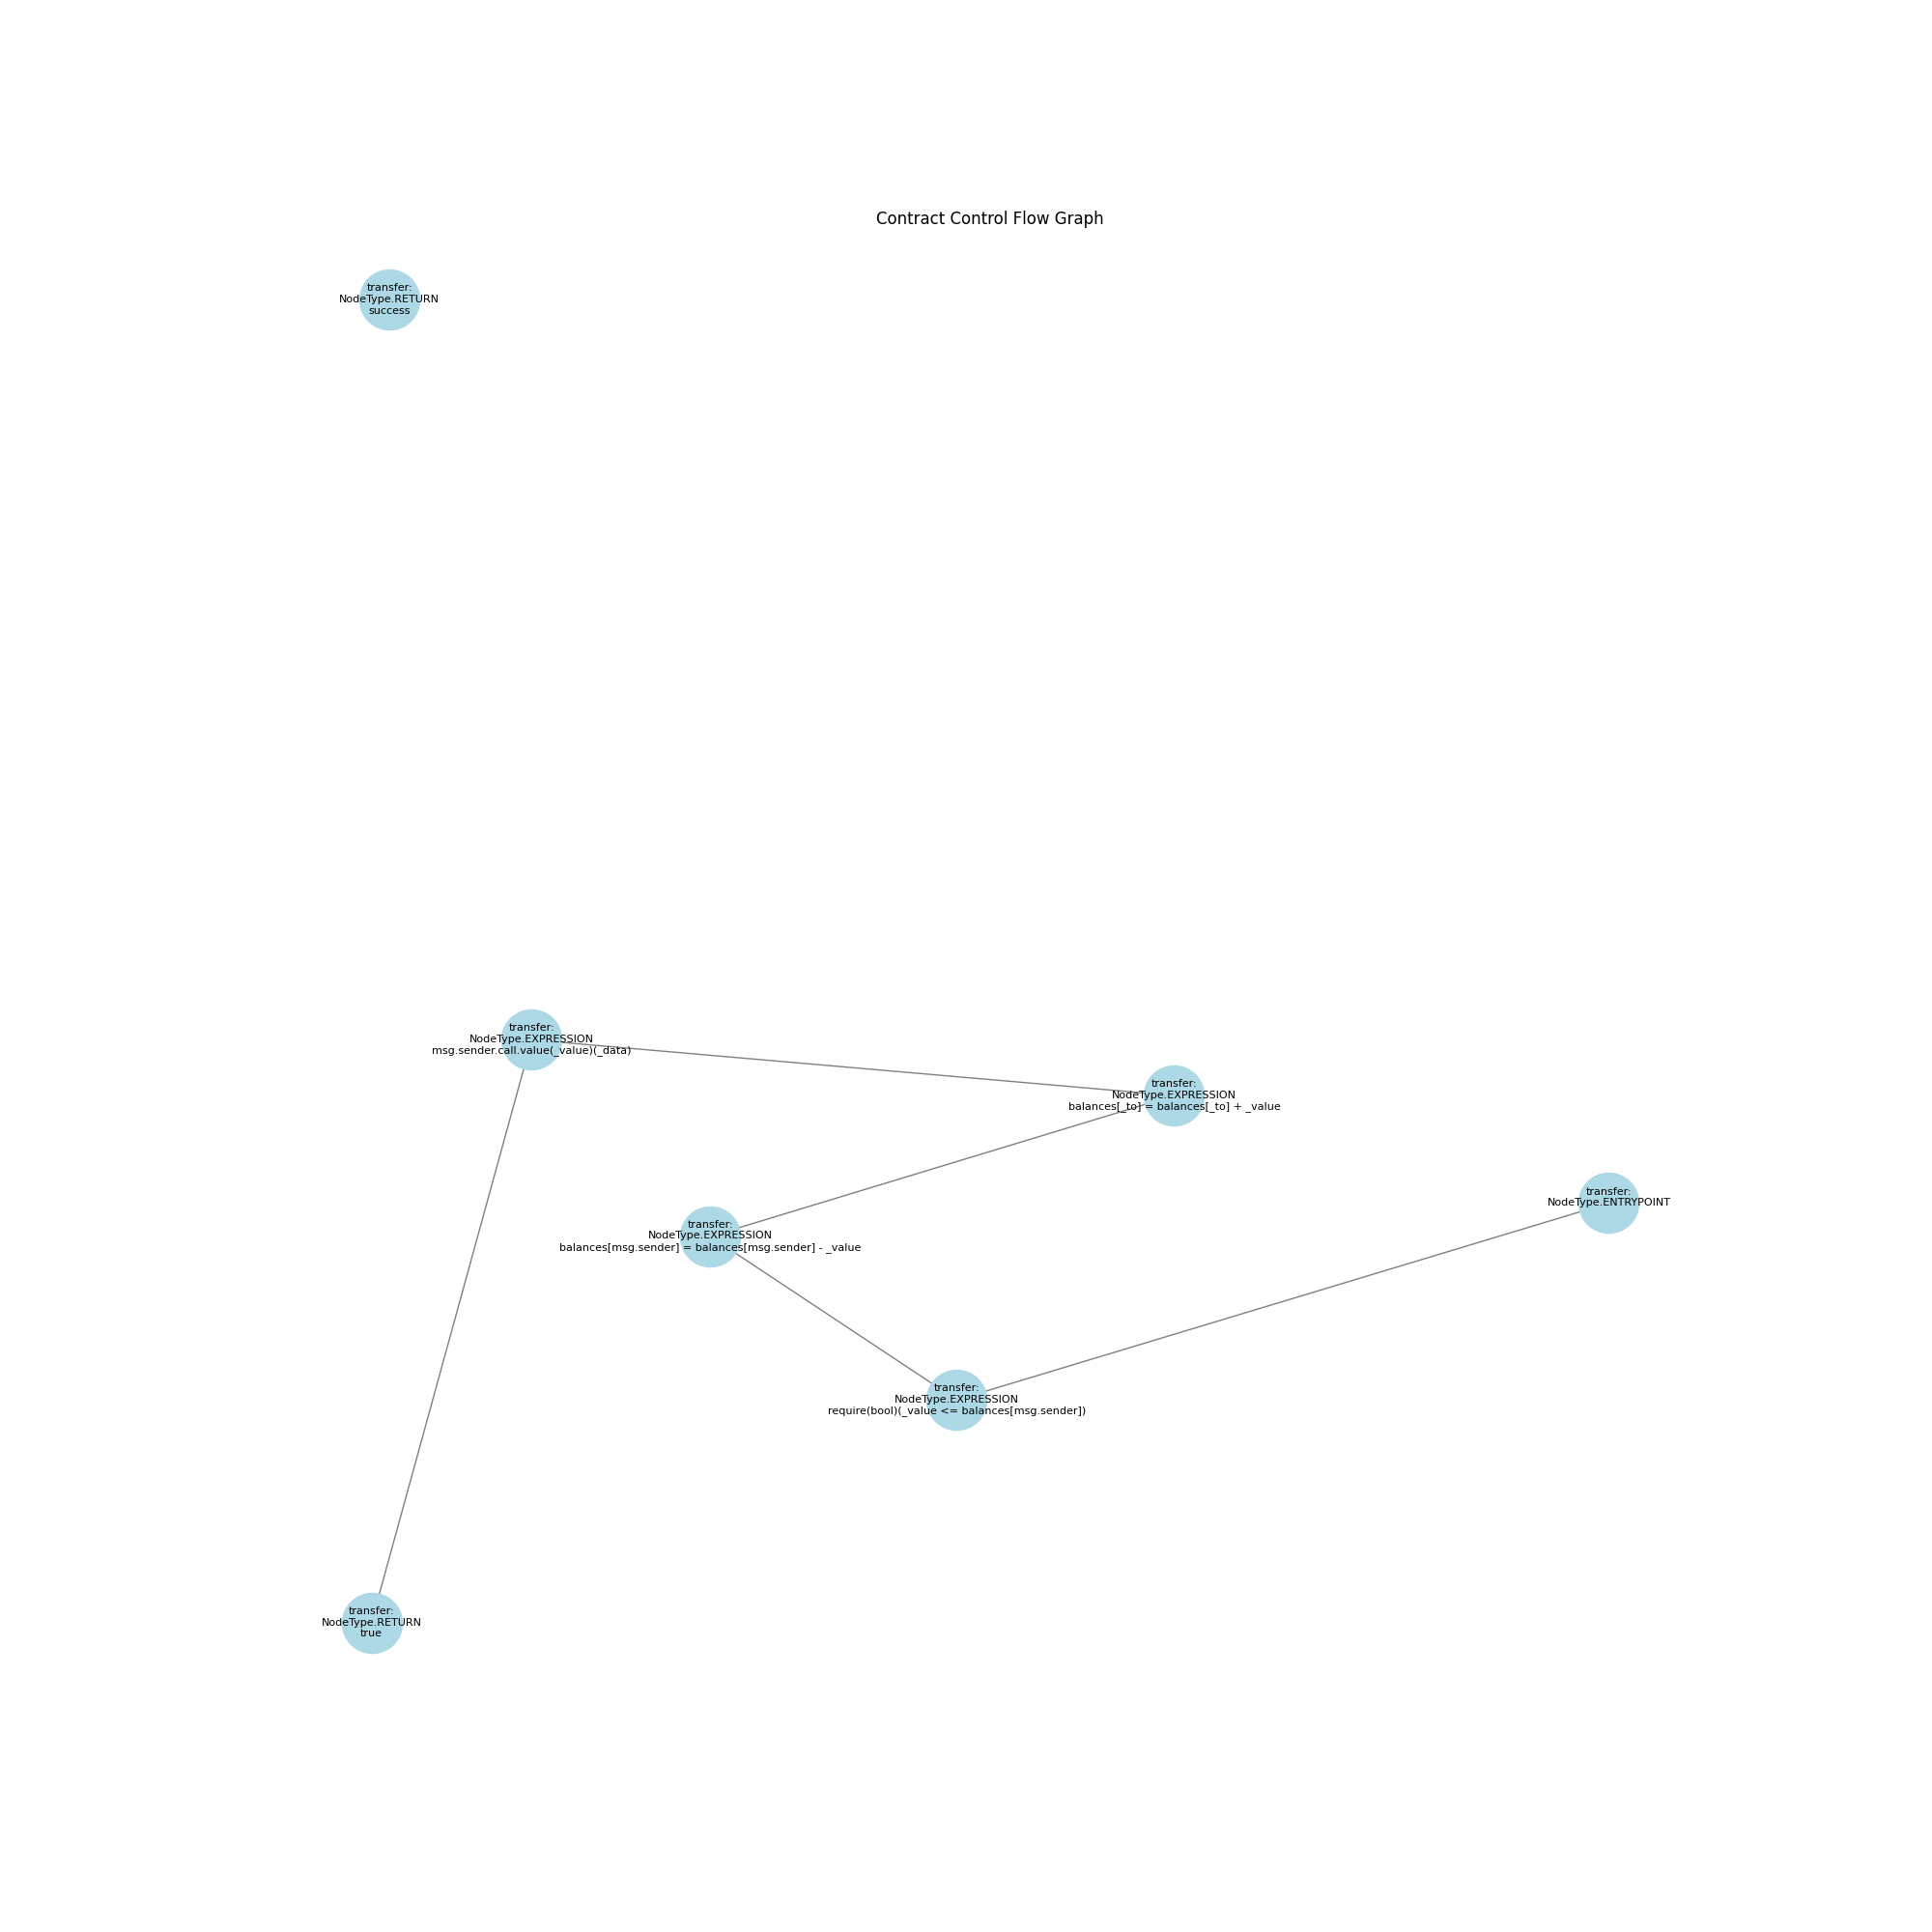 Contract Control Flow Graph
transfer:
NodeType.RETURN
success
transfer:
NodeType.EXPRESSION
msg.sender.call.value(_value)(_data)
transfer:
NodeType.EXPRESSION
balances[_to] = balances[_to] + _value
transfer:
NodeType.ENTRYPOINT
transfer:
NodeType.EXPRESSION
balances[msg.sender] = balances[msg.sender] - _value
transfer:
NodeType.EXPRESSION
require(bool)(_value <= balances[msg.sender])
transfer:
NodeType.RETURN
true